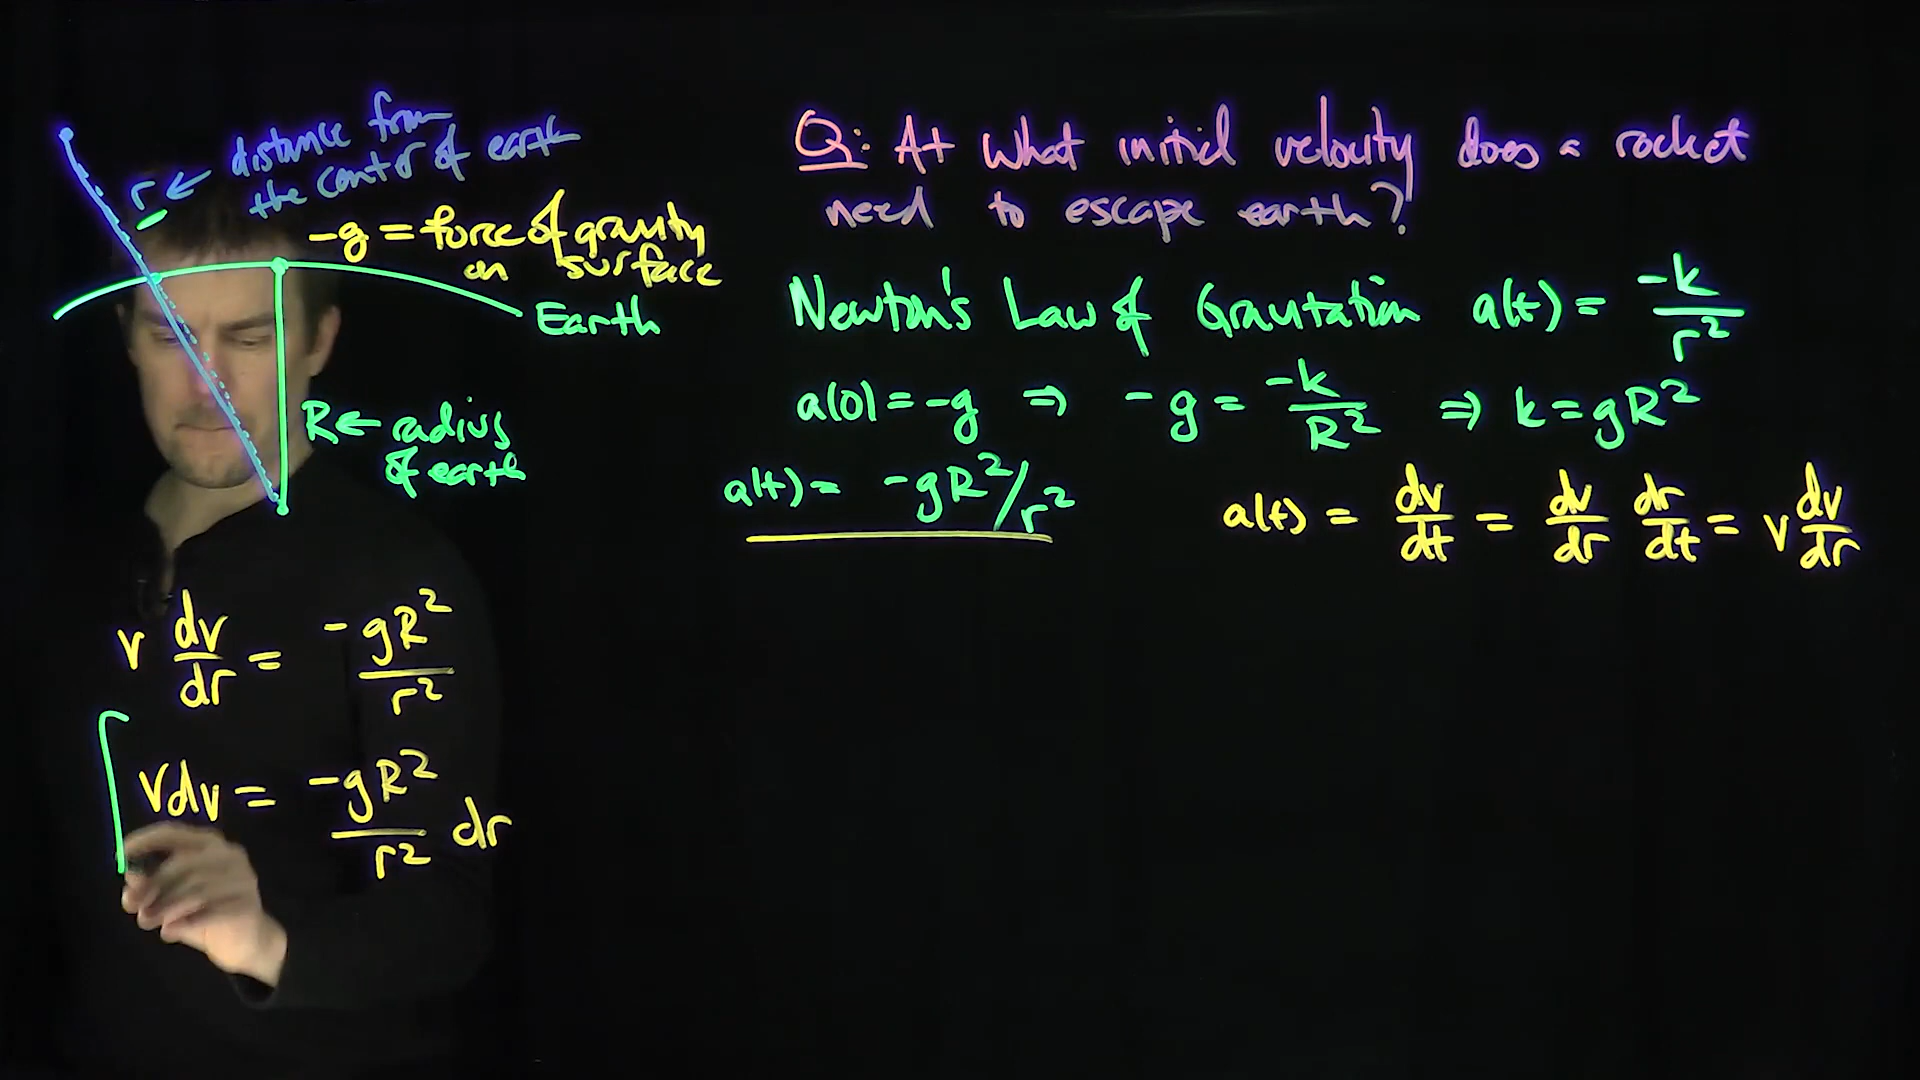 r ← distance from
the center of earth
-g = force of gravity
on surface
Earth
R ← radius
of earth
Q: At what initial velocity does a rocket
need to escape earth?
Newton's Law of Gravitation a(t) = -k/r²
a(0) = -g ⇒ -g = -k/R² ⇒ k = gR²
a(t) = -gR²/r²
a(t) = dv/dt = dv/dr dr/dt = v dv/dr
v dv/dr = -gR²/r²
∫ vdv = -gR²/r² dr